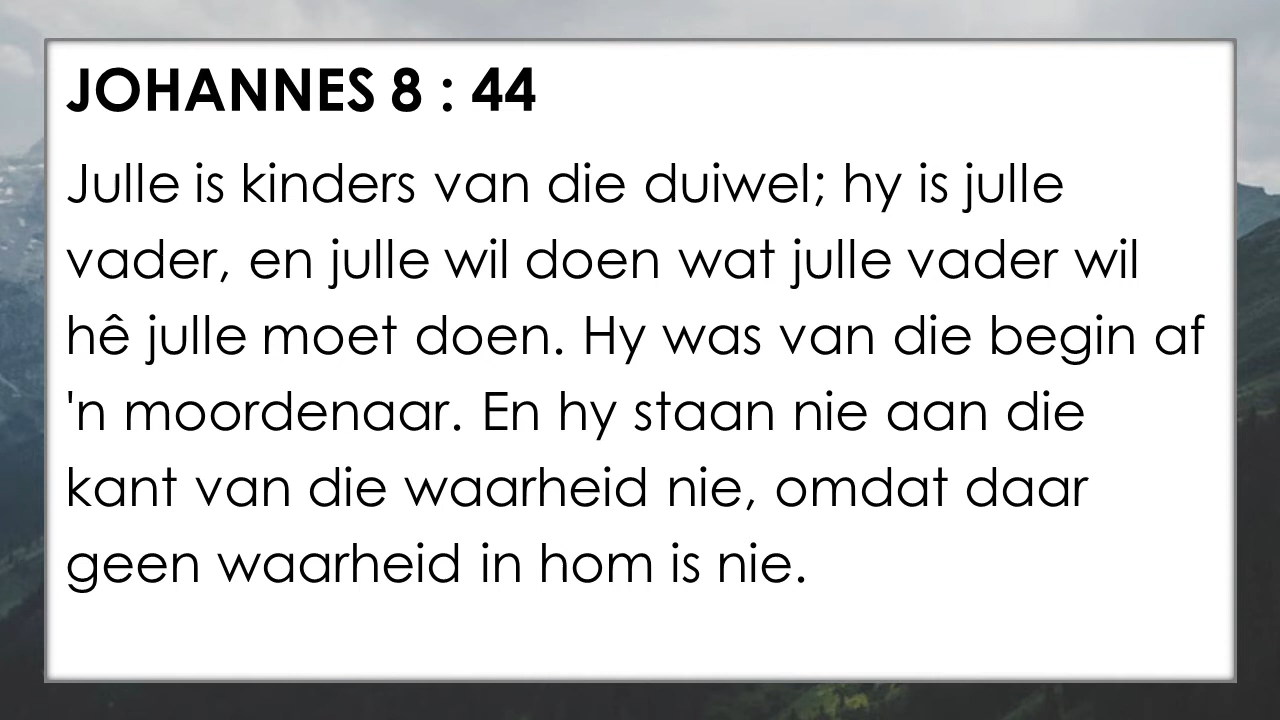 JOHANNES 8 : 44
Julle is kinders van die duiwel; hy is julle
vader, en julle wil doen wat julle vader wil
hê julle moet doen. Hy was van die begin af
'n moordenaar. En hy staan nie aan die
kant van die waarheid nie, omdat daar
geen waarheid in hom is nie.